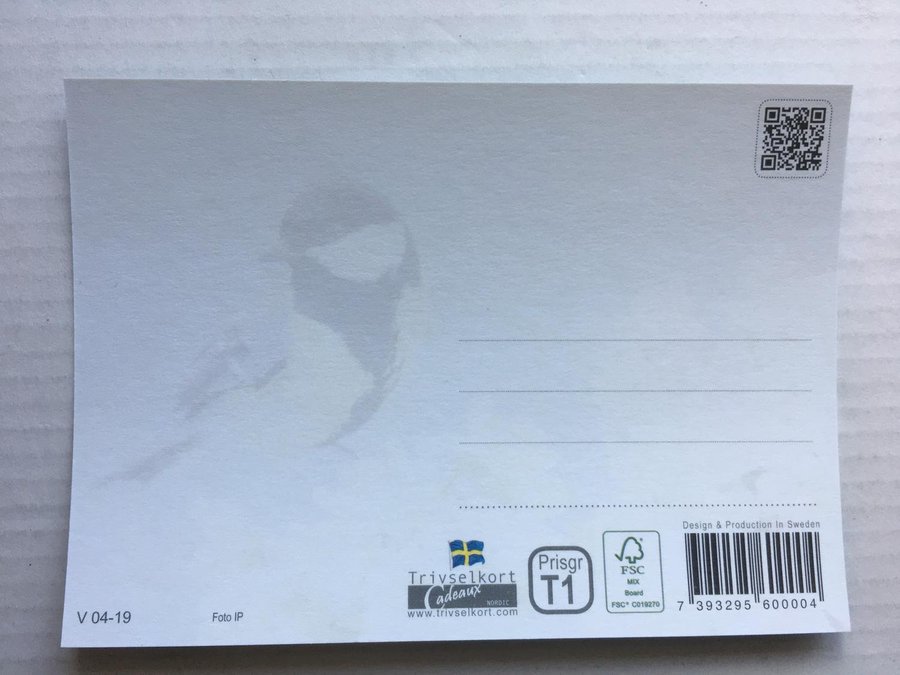 Design & Production In Sweden
Trivselkort
Cadeaux
NORDIC
www.trivselkort.com
Prisgr
T1
FSC
MIX
Board
FSC® C019270
7 393295 600004
V 04-19
Foto IP